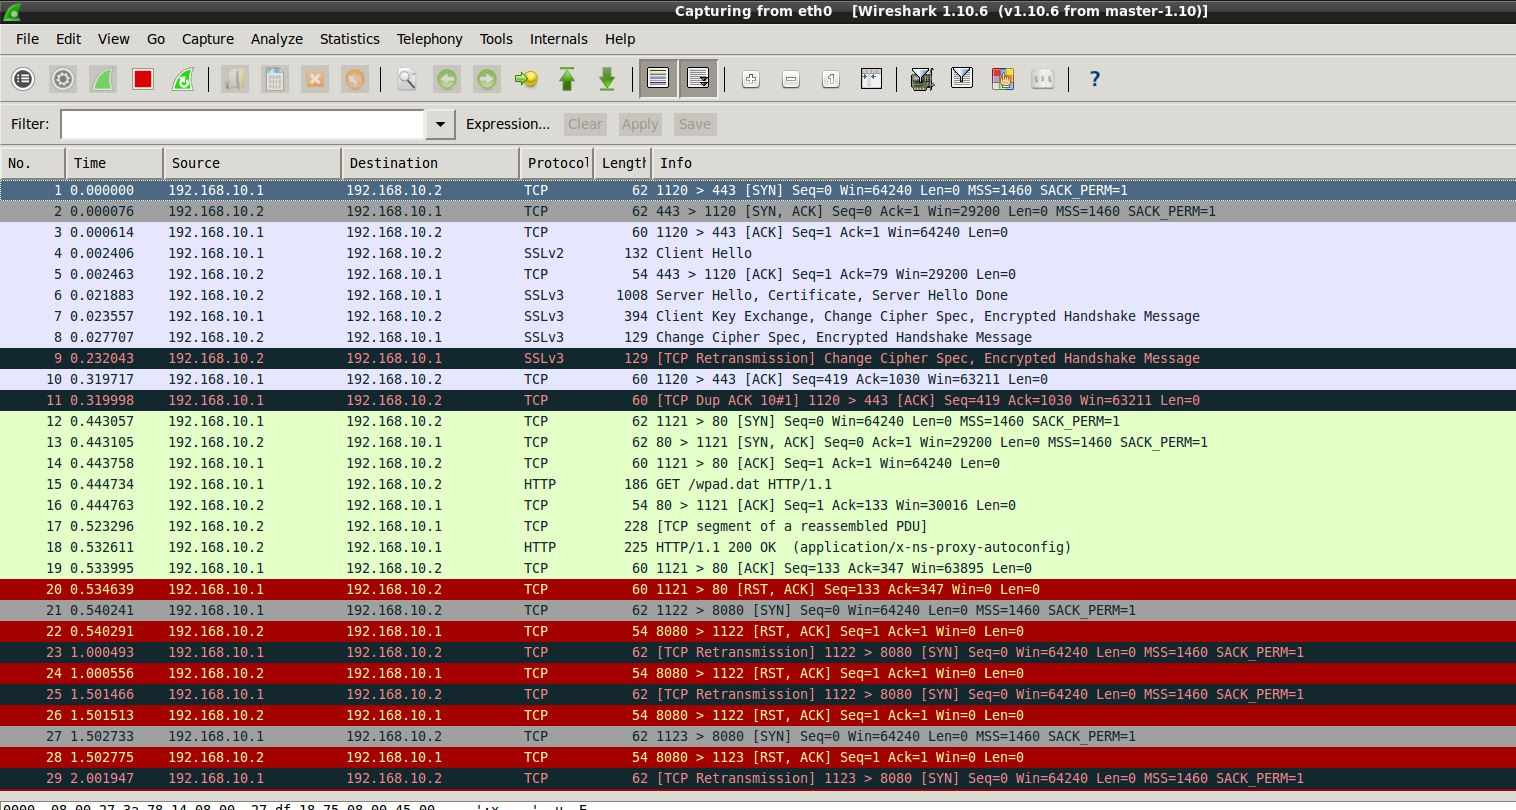 Capturing from eth0 [Wireshark 1.10.6 (v1.10.6 from master-1.10)]
File Edit View Go Capture Analyze Statistics Telephony Tools Internals Help
Filter: Expression... Clear Apply Save
No. Time Source Destination Protocol Length Info
1 0.000000 192.168.10.1 192.168.10.2 TCP 62 1120 > 443 [SYN] Seq=0 Win=64240 Len=0 MSS=1460 SACK_PERM=1
2 0.000076 192.168.10.2 192.168.10.1 TCP 62 443 > 1120 [SYN, ACK] Seq=0 Ack=1 Win=29200 Len=0 MSS=1460 SACK_PERM=1
3 0.000614 192.168.10.1 192.168.10.2 TCP 60 1120 > 443 [ACK] Seq=1 Ack=1 Win=64240 Len=0
4 0.002406 192.168.10.1 192.168.10.2 SSLv2 132 Client Hello
5 0.002463 192.168.10.2 192.168.10.1 TCP 54 443 > 1120 [ACK] Seq=1 Ack=79 Win=29200 Len=0
6 0.021883 192.168.10.2 192.168.10.1 SSLv3 1008 Server Hello, Certificate, Server Hello Done
7 0.023557 192.168.10.1 192.168.10.2 SSLv3 394 Client Key Exchange, Change Cipher Spec, Encrypted Handshake Message
8 0.027707 192.168.10.2 192.168.10.1 SSLv3 129 Change Cipher Spec, Encrypted Handshake Message
9 0.232043 192.168.10.2 192.168.10.1 SSLv3 129 [TCP Retransmission] Change Cipher Spec, Encrypted Handshake Message
10 0.319717 192.168.10.1 192.168.10.2 TCP 60 1120 > 443 [ACK] Seq=419 Ack=1030 Win=63211 Len=0
11 0.319998 192.168.10.1 192.168.10.2 TCP 60 [TCP Dup ACK 10#1] 1120 > 443 [ACK] Seq=419 Ack=1030 Win=63211 Len=0
12 0.443057 192.168.10.1 192.168.10.2 TCP 62 1121 > 80 [SYN] Seq=0 Win=64240 Len=0 MSS=1460 SACK_PERM=1
13 0.443105 192.168.10.2 192.168.10.1 TCP 62 80 > 1121 [SYN, ACK] Seq=0 Ack=1 Win=29200 Len=0 MSS=1460 SACK_PERM=1
14 0.443758 192.168.10.1 192.168.10.2 TCP 60 1121 > 80 [ACK] Seq=1 Ack=1 Win=64240 Len=0
15 0.444734 192.168.10.1 192.168.10.2 HTTP 186 GET /wpad.dat HTTP/1.1
16 0.444763 192.168.10.2 192.168.10.1 TCP 54 80 > 1121 [ACK] Seq=1 Ack=133 Win=30016 Len=0
17 0.523296 192.168.10.2 192.168.10.1 TCP 228 [TCP segment of a reassembled PDU]
18 0.532611 192.168.10.2 192.168.10.1 HTTP 225 HTTP/1.1 200 OK (application/x-ns-proxy-autoconfig)
19 0.533995 192.168.10.1 192.168.10.2 TCP 60 1121 > 80 [ACK] Seq=133 Ack=347 Win=63895 Len=0
20 0.534639 192.168.10.1 192.168.10.2 TCP 60 1121 > 80 [RST, ACK] Seq=133 Ack=347 Win=0 Len=0
21 0.540241 192.168.10.1 192.168.10.2 TCP 62 1122 > 8080 [SYN] Seq=0 Win=64240 Len=0 MSS=1460 SACK_PERM=1
22 0.540291 192.168.10.2 192.168.10.1 TCP 54 8080 > 1122 [RST, ACK] Seq=1 Ack=1 Win=0 Len=0
23 1.000493 192.168.10.1 192.168.10.2 TCP 62 [TCP Retransmission] 1122 > 8080 [SYN] Seq=0 Win=64240 Len=0 MSS=1460 SACK_PERM=1
24 1.000556 192.168.10.2 192.168.10.1 TCP 54 8080 > 1122 [RST, ACK] Seq=1 Ack=1 Win=0 Len=0
25 1.501466 192.168.10.1 192.168.10.2 TCP 62 [TCP Retransmission] 1122 > 8080 [SYN] Seq=0 Win=64240 Len=0 MSS=1460 SACK_PERM=1
26 1.501513 192.168.10.2 192.168.10.1 TCP 54 8080 > 1122 [RST, ACK] Seq=1 Ack=1 Win=0 Len=0
27 1.502733 192.168.10.1 192.168.10.2 TCP 62 1123 > 8080 [SYN] Seq=0 Win=64240 Len=0 MSS=1460 SACK_PERM=1
28 1.502775 192.168.10.2 192.168.10.1 TCP 54 8080 > 1123 [RST, ACK] Seq=1 Ack=1 Win=0 Len=0
29 2.001947 192.168.10.1 192.168.10.2 TCP 62 [TCP Retransmission] 1123 > 8080 [SYN] Seq=0 Win=64240 Len=0 MSS=1460 SACK_PERM=1